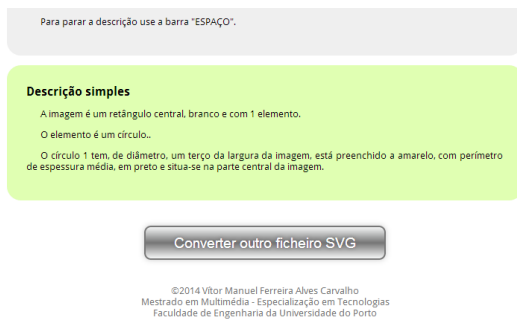 Para parar a descrição use a barra "ESPAÇO".
Descrição simples
A imagem é um retângulo central, branco e com 1 elemento.
O elemento é um círculo..
O círculo 1 tem, de diâmetro, um terço da largura da imagem, está preenchido a amarelo, com perímetro
de espessura média, em preto e situa-se na parte central da imagem.
Converter outro ficheiro SVG
©2014 Vítor Manuel Ferreira Alves Carvalho
Mestrado em Multimédia - Especialização em Tecnologias
Faculdade de Engenharia da Universidade do Porto